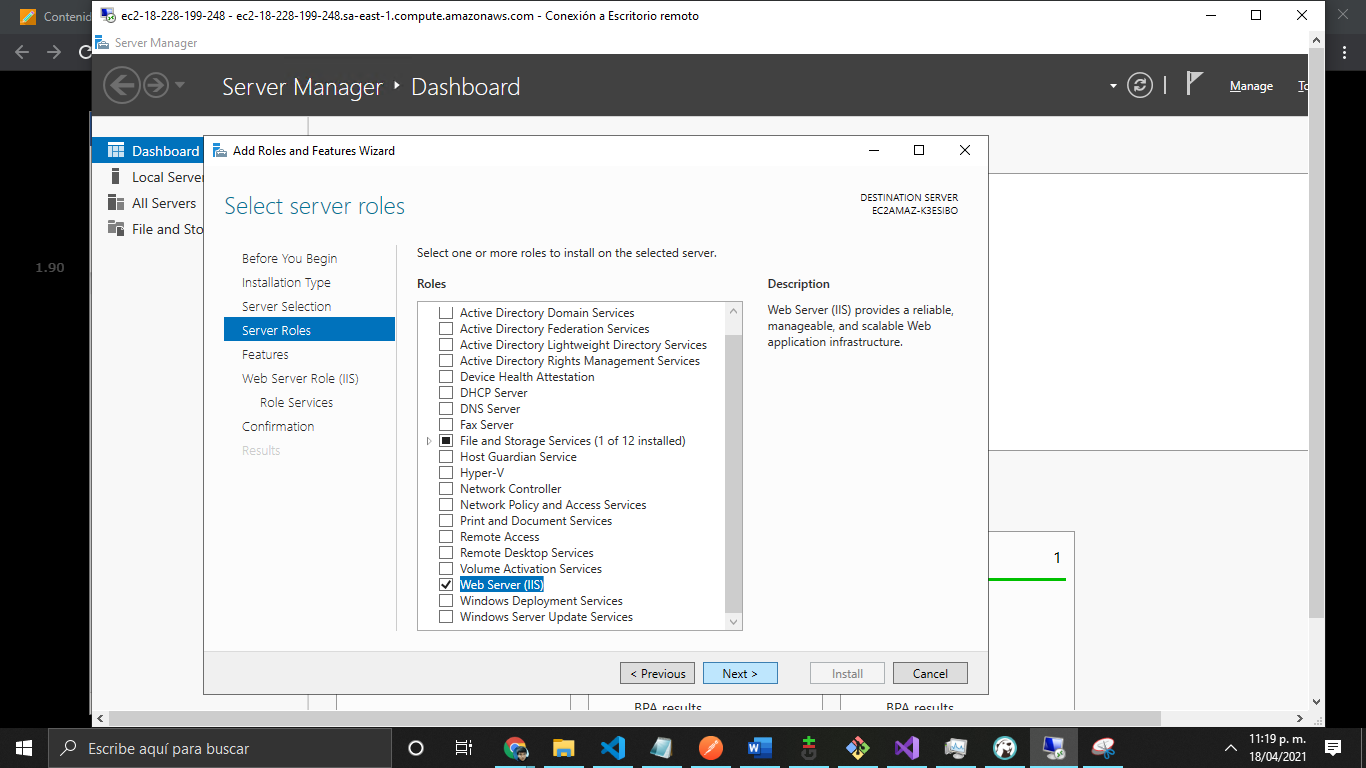 Contenid
ec2-18-228-199-248 - ec2-18-228-199-248.sa-east-1.compute.amazonaws.com - Conexión a Escritorio remoto
Server Manager
Server Manager ‣ Dashboard
Manage
To
Dashboard
Local Server
All Servers
File and Sto
1.90
Add Roles and Features Wizard
Select server roles
DESTINATION SERVER
EC2AMAZ-K3ESIBO
Before You Begin
Installation Type
Server Selection
Server Roles
Features
Web Server Role (IIS)
Role Services
Confirmation
Results
Select one or more roles to install on the selected server.
Roles
Active Directory Domain Services
Active Directory Federation Services
Active Directory Lightweight Directory Services
Active Directory Rights Management Services
Device Health Attestation
DHCP Server
DNS Server
Fax Server
File and Storage Services (1 of 12 installed)
Host Guardian Service
Hyper-V
Network Controller
Network Policy and Access Services
Print and Document Services
Remote Access
Remote Desktop Services
Volume Activation Services
Web Server (IIS)
Windows Deployment Services
Windows Server Update Services
Description
Web Server (IIS) provides a reliable,
manageable, and scalable Web
application infrastructure.
1
< Previous
Next >
Install
Cancel
BPA results
BPA results
Escribe aquí para buscar
11:19 p. m.
18/04/2021